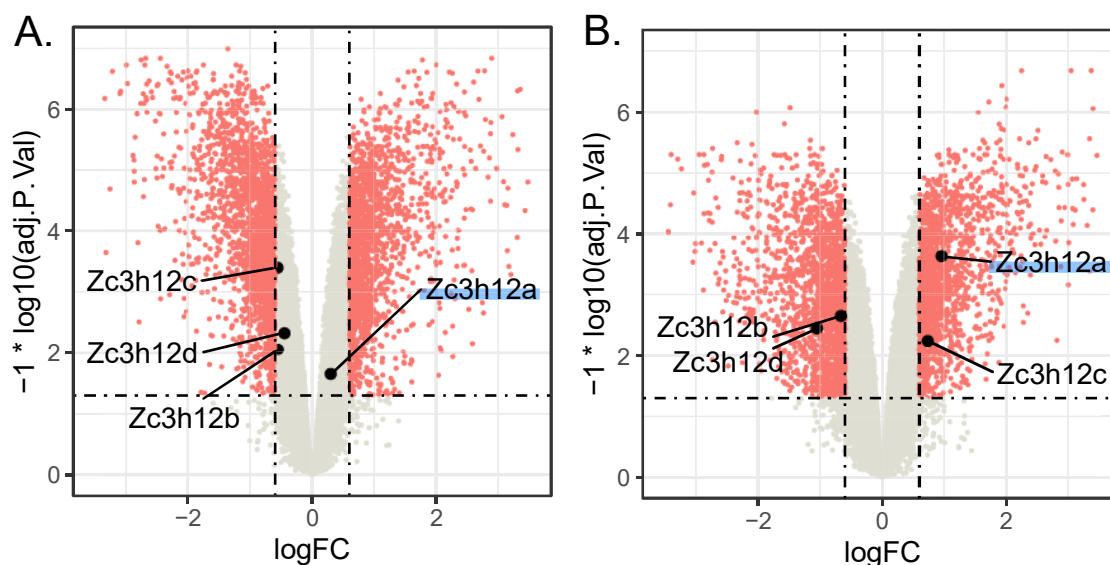 A.
−1 * log10(adj.P.Val)
6
4
2
0
Zc3h12c
Zc3h12a
Zc3h12d
Zc3h12b
−2
0
2
logFC
B.
−1 * log10(adj.P.Val)
6
4
2
0
Zc3h12a
Zc3h12b
Zc3h12d
Zc3h12c
−2
0
2
logFC